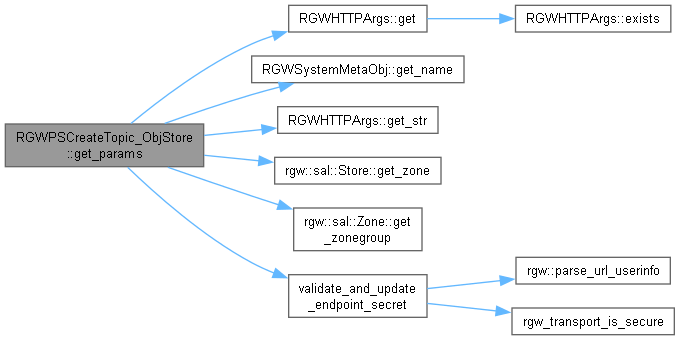 RGWHTTPArgs::get
RGWHTTPArgs::exists
RGWSystemMetaObj::get_name
RGWPSCreateTopic_ObjStore
::get_params
RGWHTTPArgs::get_str
rgw::sal::Store::get_zone
rgw::sal::Zone::get
_zonegroup
validate_and_update
_endpoint_secret
rgw::parse_url_userinfo
rgw_transport_is_secure